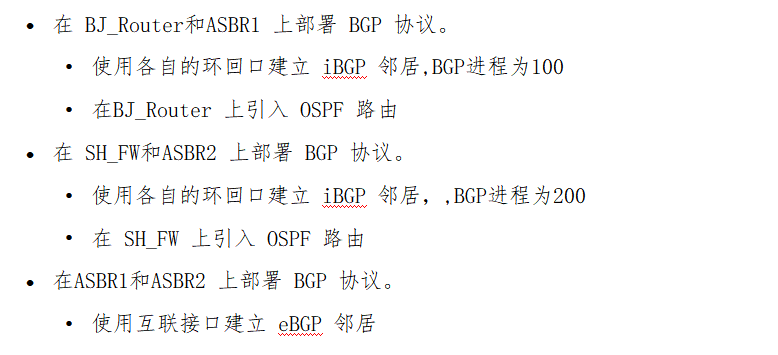 • 在 BJ_Router和ASBR1 上部署 BGP 协议。
• 使用各自的环回口建立 iBGP 邻居,BGP进程为100
• 在BJ_Router 上引入 OSPF 路由
• 在 SH_FW和ASBR2 上部署 BGP 协议。
• 使用各自的环回口建立 iBGP 邻居，,BGP进程为200
• 在 SH_FW 上引入 OSPF 路由
• 在ASBR1和ASBR2 上部署 BGP 协议。
• 使用互联接口建立 eBGP 邻居